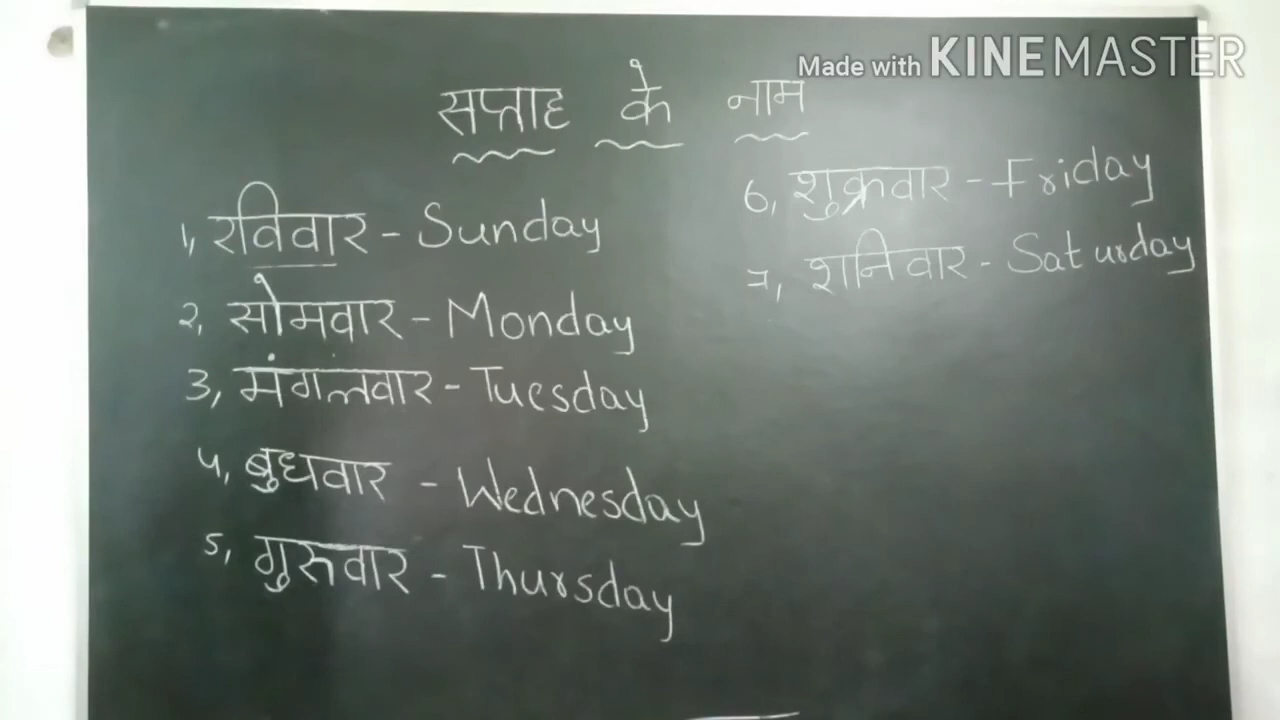 Made with KINEMASTER
सप्ताह के नाम
1, रविवार - Sunday
2, सोमवार - Monday
3, मंगलवार - Tuesday
4, बुधवार - Wednesday
5, गुरुवार - Thursday
6, शुक्रवार - Friday
7, शनिवार - Saturday